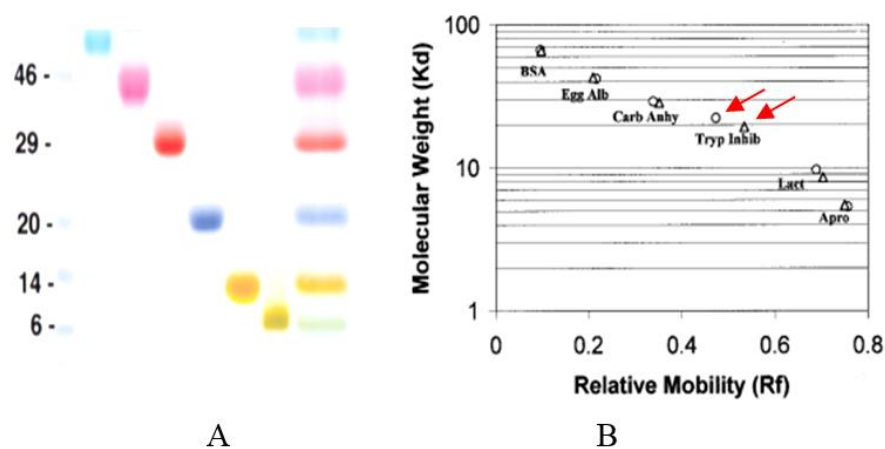 46 -
29 -
20 -
14 -
6 -
A
100
10
1
Molecular Weight (Kd)
BSA
Egg Alb
Carb Anhy
Tryp Inhib
Lact
Apro
0 0.2 0.4 0.6 0.8
Relative Mobility (Rf)
B